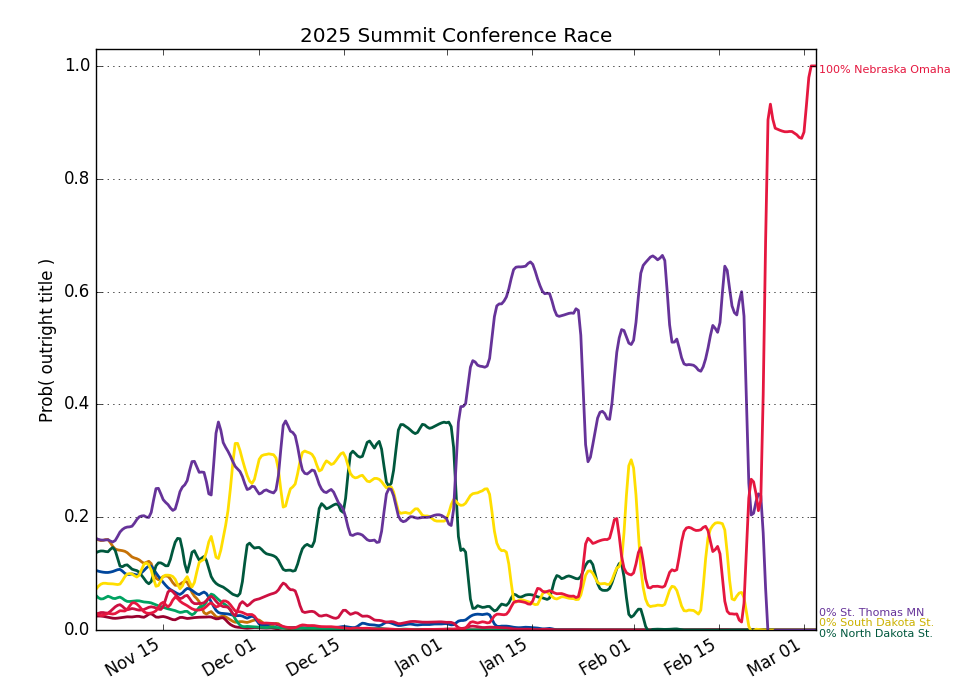 2025 Summit Conference Race
1.0
0.8
0.6
0.4
0.2
0.0
Prob( outright title )
100% Nebraska Omaha
0% St. Thomas MN
0% South Dakota St.
0% North Dakota St.
Nov 15
Dec 01
Dec 15
Jan 01
Jan 15
Feb 01
Feb 15
Mar 01